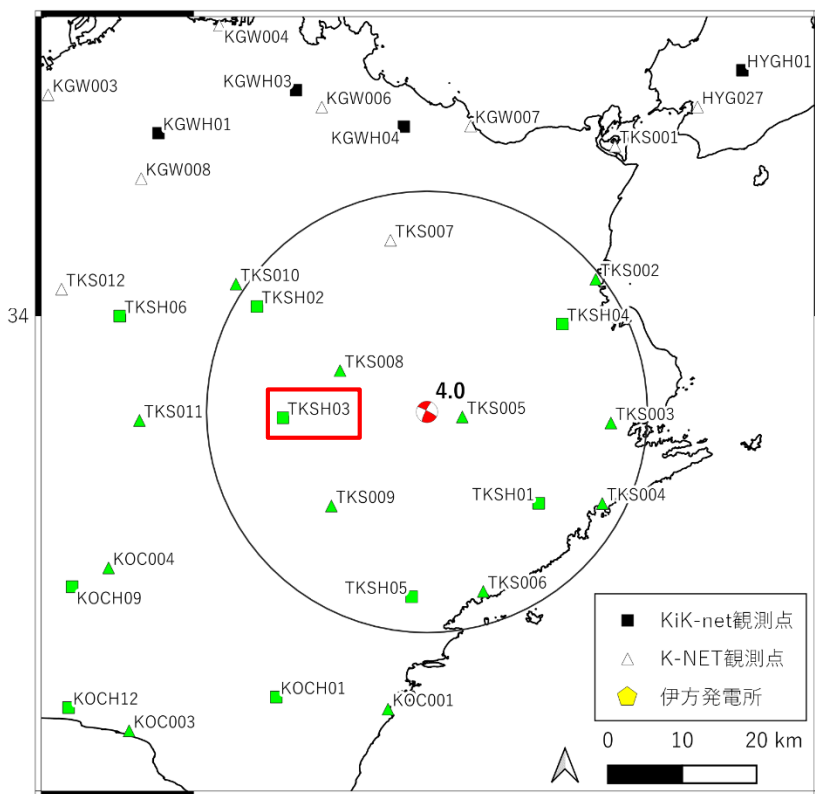 KGW004
HYGH01
KGWH03
KGW003
KGW006
HYG027
KGW007
KGWH01
KGWH04
TKS001
KGW008
TKS007
TKS002
TKS010
TKS012
TKSH02
TKSH06
34
TKSH04
TKS008
4.0
TKSH03
TKS005
TKS011
TKS003
TKS009
TKSH01
TKS004
KOC004
TKSH05
TKS006
KOCH09
KiK-net観測点
K-NET観測点
伊方発電所
KOCH01
KOCH12
KOC001
KOC003
0 10 20 km